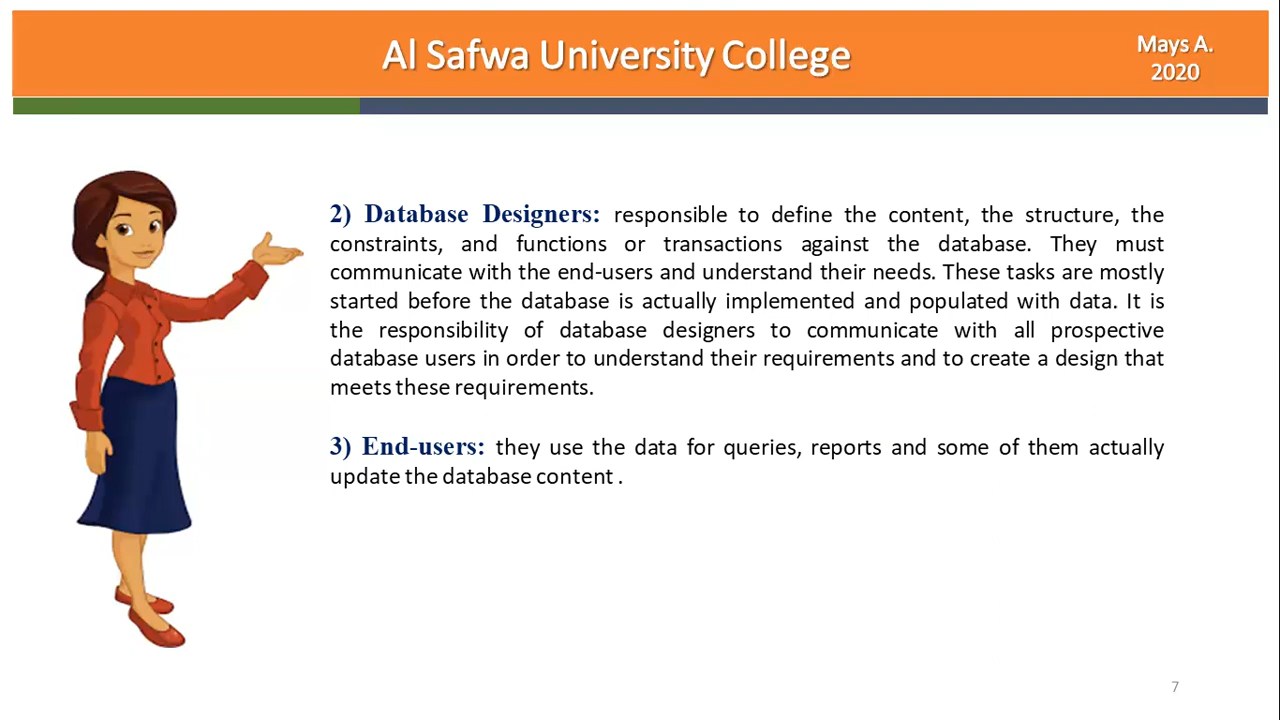 Al Safwa University College
Mays A.
2020
2) Database Designers: responsible to define the content, the structure, the
constraints, and functions or transactions against the database. They must
communicate with the end-users and understand their needs. These tasks are mostly
started before the database is actually implemented and populated with data. It is
the responsibility of database designers to communicate with all prospective
database users in order to understand their requirements and to create a design that
meets these requirements.
3) End-users: they use the data for queries, reports and some of them actually
update the database content .
7